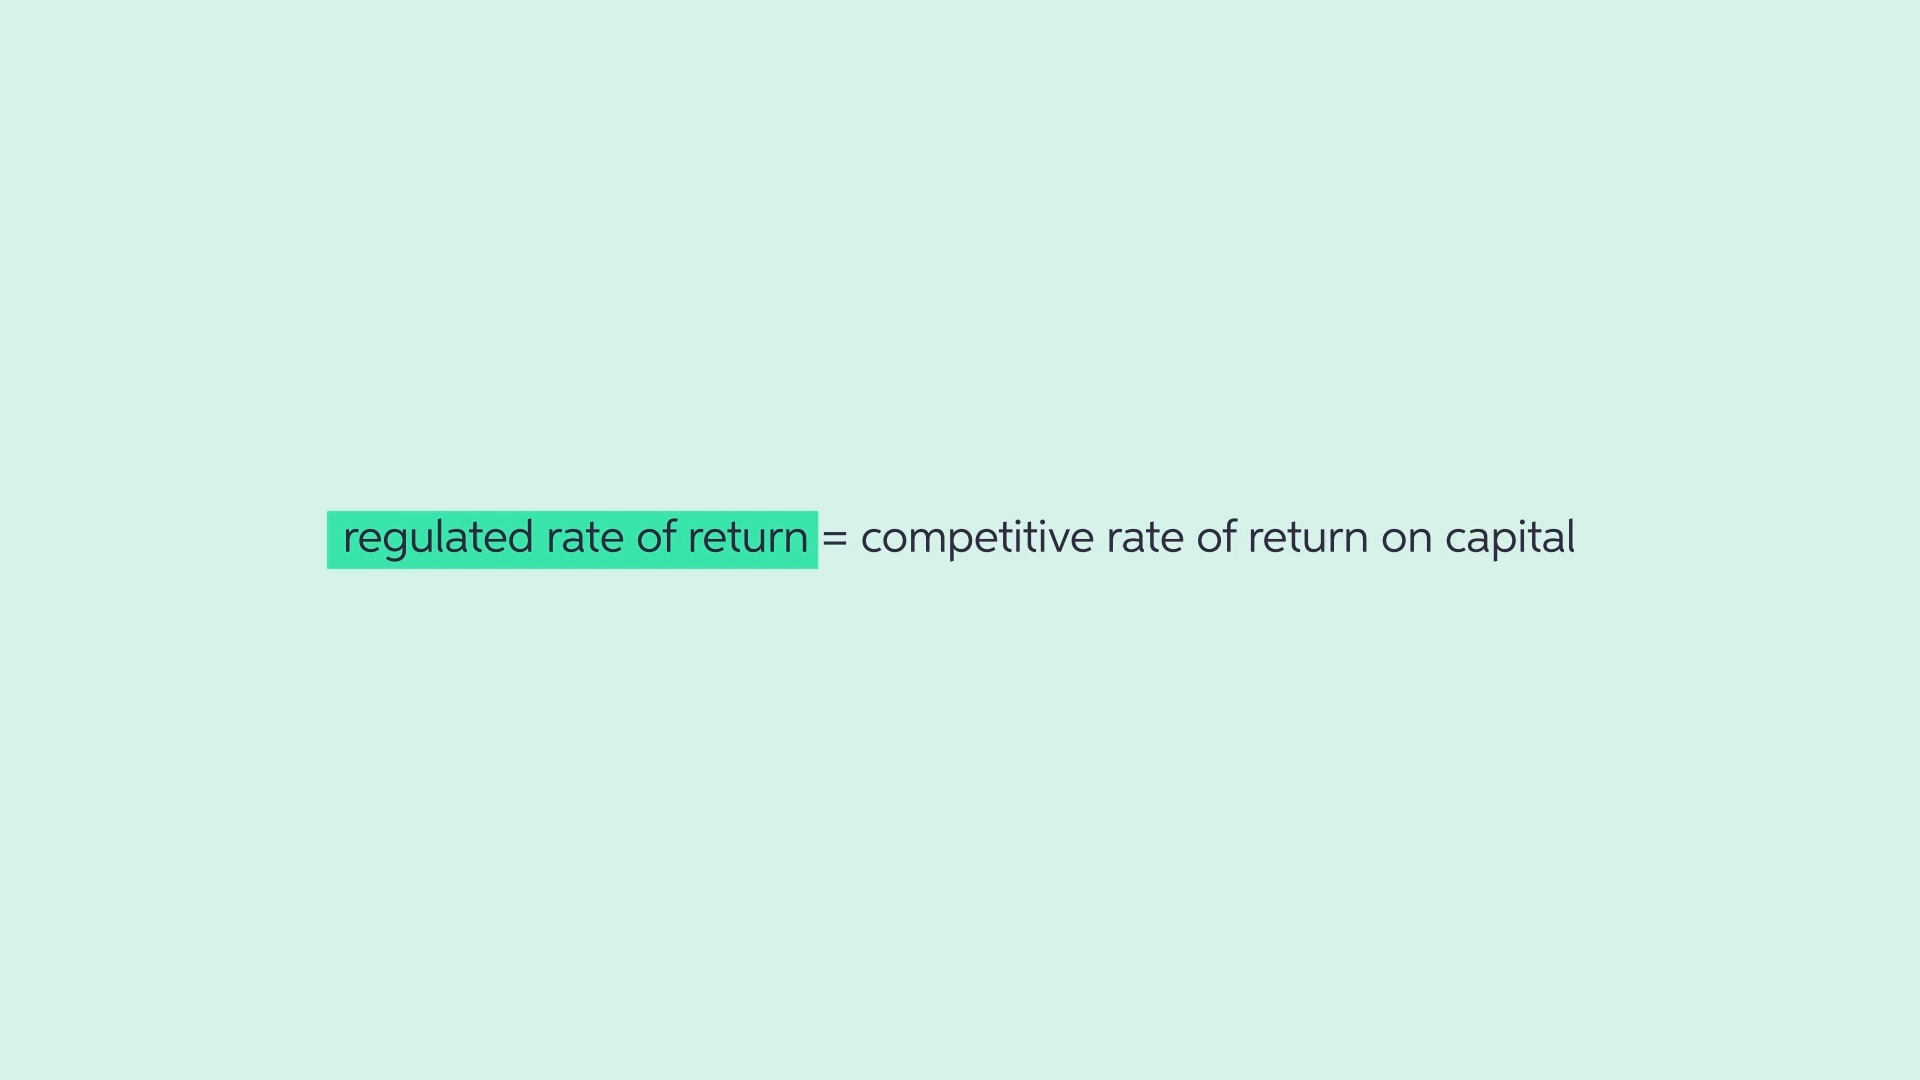 regulated rate of return = competitive rate of return on capital